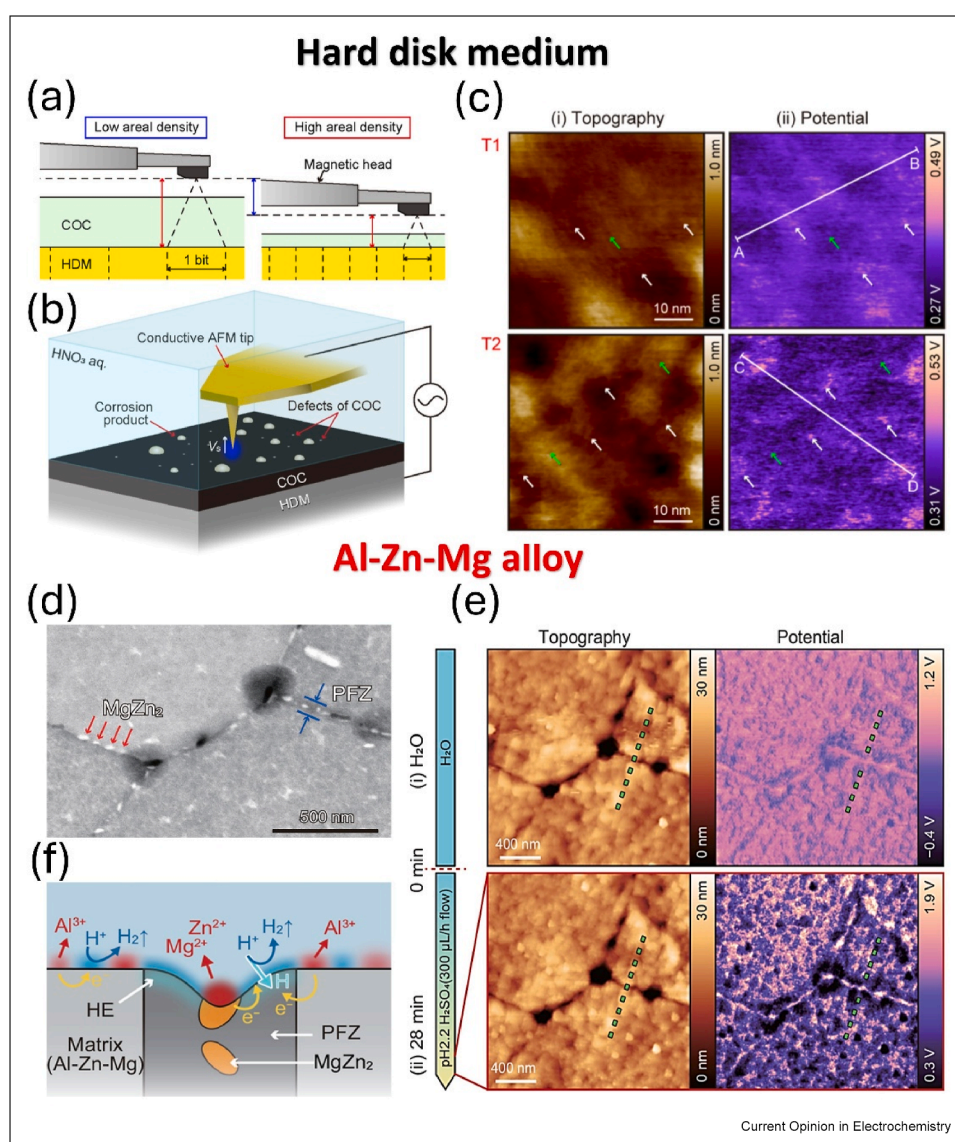 Hard disk medium
(a)
Low areal density
High areal density
Magnetic head
COC
HDM
1 bit
(b)
HNO₃ aq.
Conductive AFM tip
Corrosion
product
Defects of COC
Vs
COC
HDM
(c)
(i) Topography
(ii) Potential
T1
10 nm
1.0 nm
0 nm
A
B
0.49 V
0.27 V
T2
10 nm
1.0 nm
0 nm
C
D
0.53 V
0.31 V
Al-Zn-Mg alloy
(d)
MgZn₂
PFZ
500 nm
(e)
Topography
Potential
(i) H₂O
H₂O
400 nm
30 nm
0 nm
1.2 V
−0.4 V
0 min
(ii) 28 min
pH2.2 H₂SO₄(300 µL/h flow)
400 nm
30 nm
0 nm
1.9 V
0.3 V
(f)
Al³⁺
H⁺
H₂↑
Zn²⁺
Mg²⁺
H⁺
H₂↑
Al³⁺
e⁻
H
e⁻
e⁻
HE
Matrix
(Al-Zn-Mg)
PFZ
MgZn₂
Current Opinion in Electrochemistry